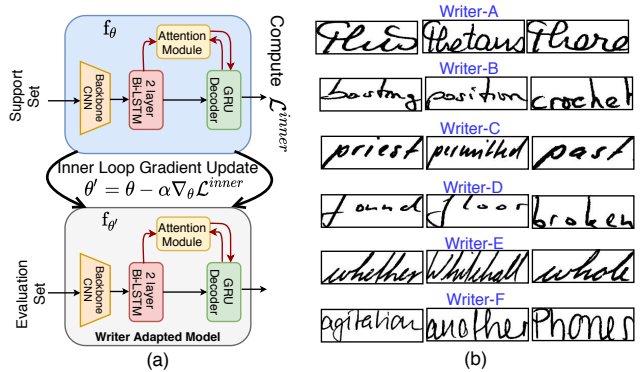 f_θ
Attention Module
Backbone CNN
2 layer Bi-LSTM
GRU Decoder
Support Set
Compute ℒ^inner
Inner Loop Gradient Update
θ′ = θ − α∇_θ ℒ^inner
f_θ′
Attention Module
Backbone CNN
2 layer Bi-LSTM
GRU Decoder
Evaluation Set
Writer Adapted Model
(a)
Writer-A
Thetans There
Writer-B
position crochet
Writer-C
priest permitted past
Writer-D
found floor broken
Writer-E
whether Whitehall whole
Writer-F
agitation another Phones
(b)